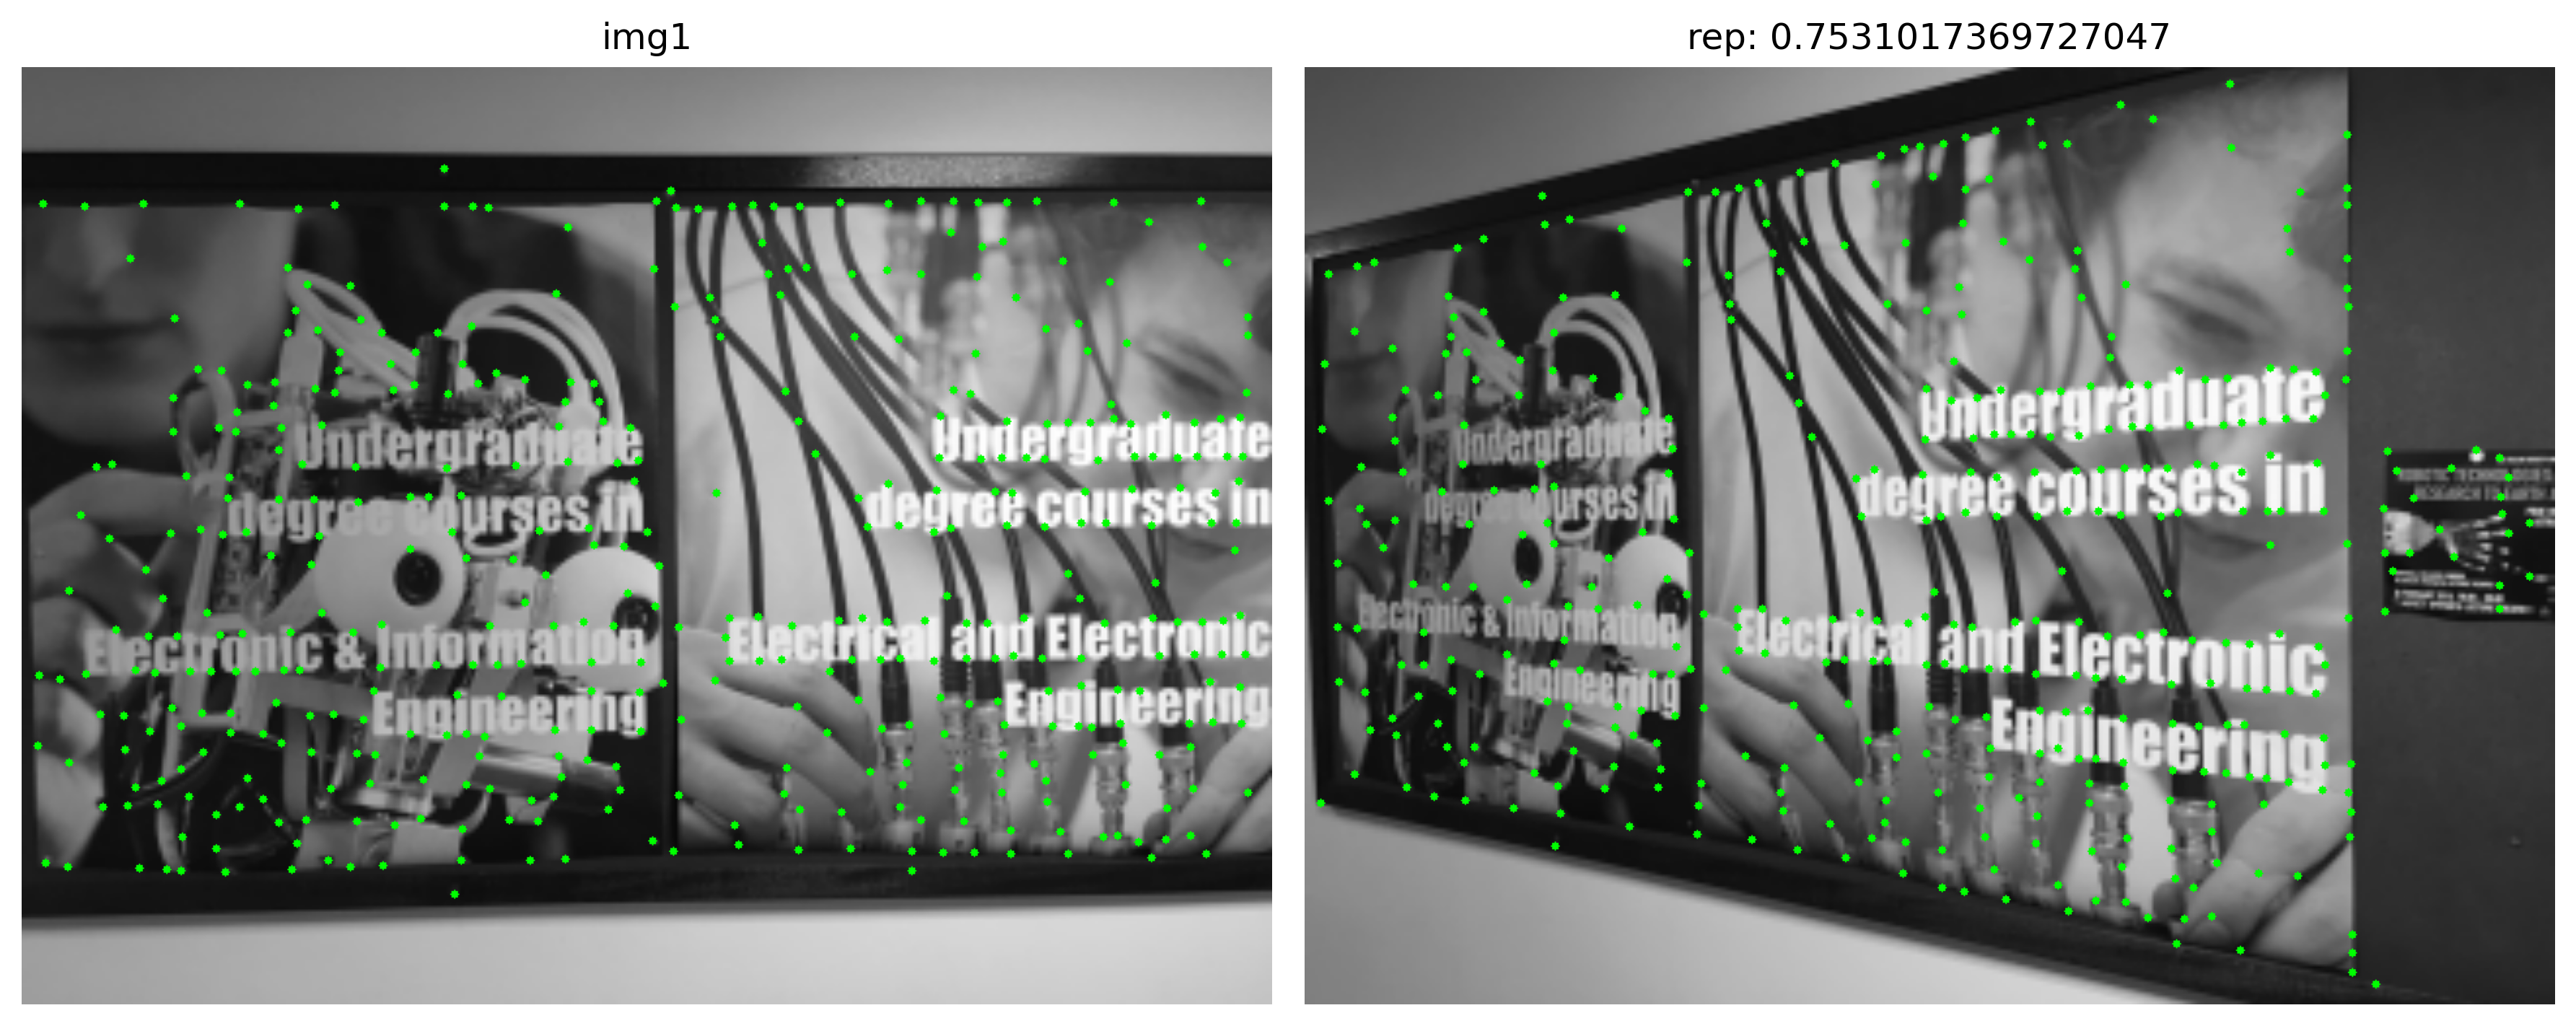 img1
rep: 0.7531017369727047
Undergraduate
degree courses in
Electronic & Information
Engineering
Undergraduate
degree courses in
Electrical and Electronic
Engineering
Undergraduate
degree courses in
Electronic & Information
Engineering
Undergraduate
degree courses in
Electrical and Electronic
Engineering